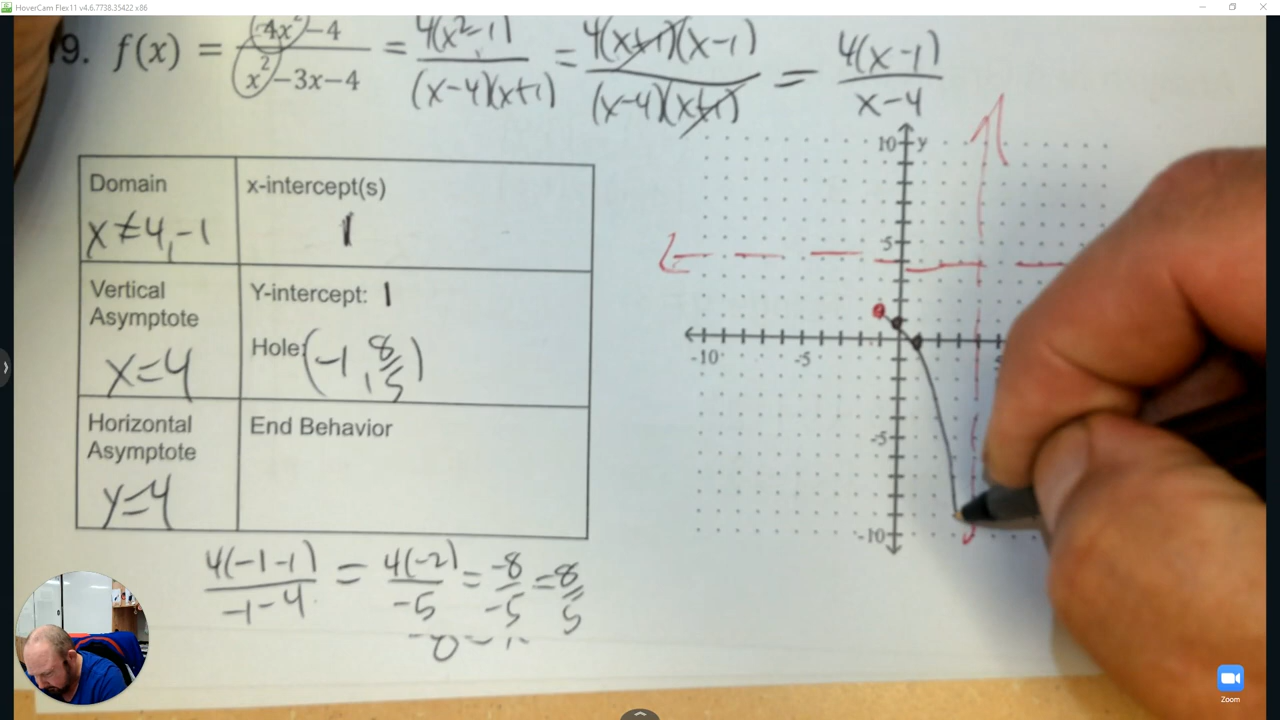 HoverCam Flex11 v4.6.7738.35422 x86
19. f(x) = (4x²-4)/(x²-3x-4) = 4(x²-1)/((x-4)(x+1)) = 4(x+1)(x-1)/((x-4)(x+1)) = 4(x-1)/(x-4)
Domain
x≠4,-1
x-intercept(s)
1
Vertical
Asymptote
x=4
Y-intercept: 1
Hole: (-1, 8/5)
Horizontal
Asymptote
y=4
End Behavior
4(-1-1)/(-1-4) = 4(-2)/-5 = -8/-5 = 8/5
10 y
5
-10 -5
-5
-10
Zoom